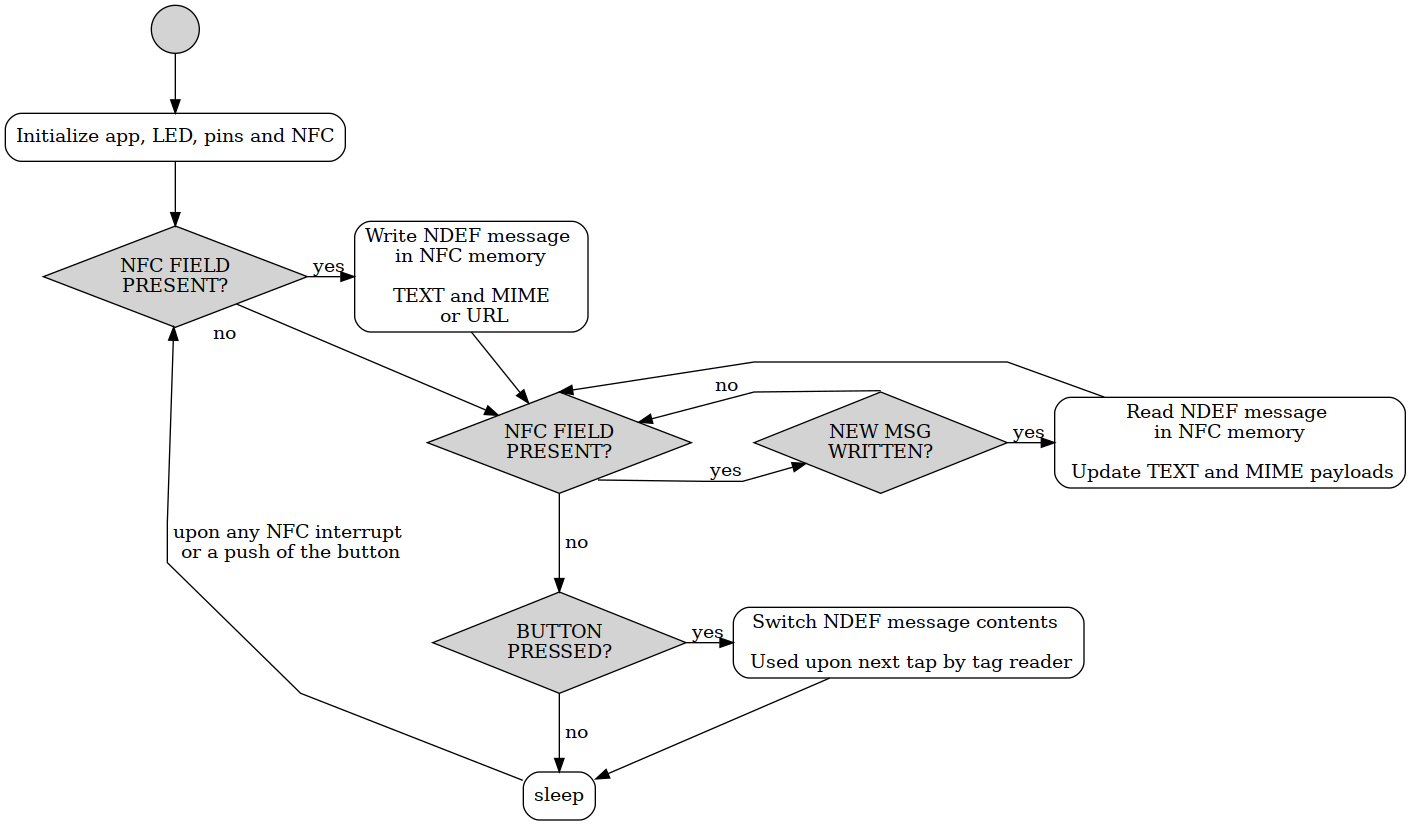 Initialize app, LED, pins and NFC
NFC FIELD
PRESENT?
yes
no
Write NDEF message
in NFC memory
TEXT and MIME
or URL
NFC FIELD
PRESENT?
yes
no
NEW MSG
WRITTEN?
no
yes
Read NDEF message
in NFC memory
Update TEXT and MIME payloads
upon any NFC interrupt
or a push of the button
BUTTON
PRESSED?
yes
no
Switch NDEF message contents
Used upon next tap by tag reader
sleep